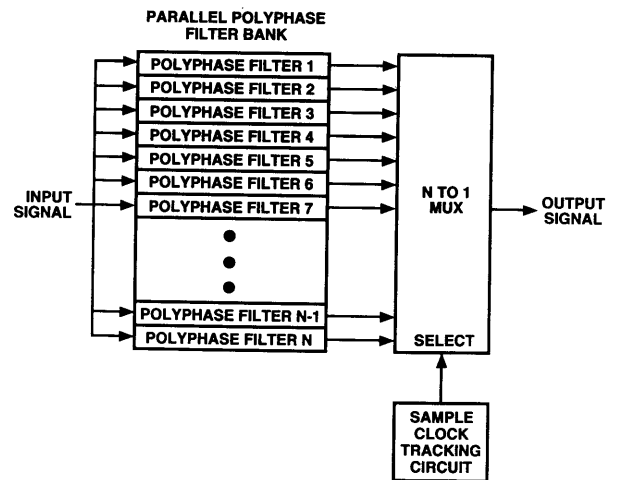 PARALLEL POLYPHASE
FILTER BANK
POLYPHASE FILTER 1
POLYPHASE FILTER 2
POLYPHASE FILTER 3
POLYPHASE FILTER 4
POLYPHASE FILTER 5
POLYPHASE FILTER 6
POLYPHASE FILTER 7
POLYPHASE FILTER N-1
POLYPHASE FILTER N
INPUT
SIGNAL
N TO 1
MUX
SELECT
OUTPUT
SIGNAL
SAMPLE
CLOCK
TRACKING
CIRCUIT